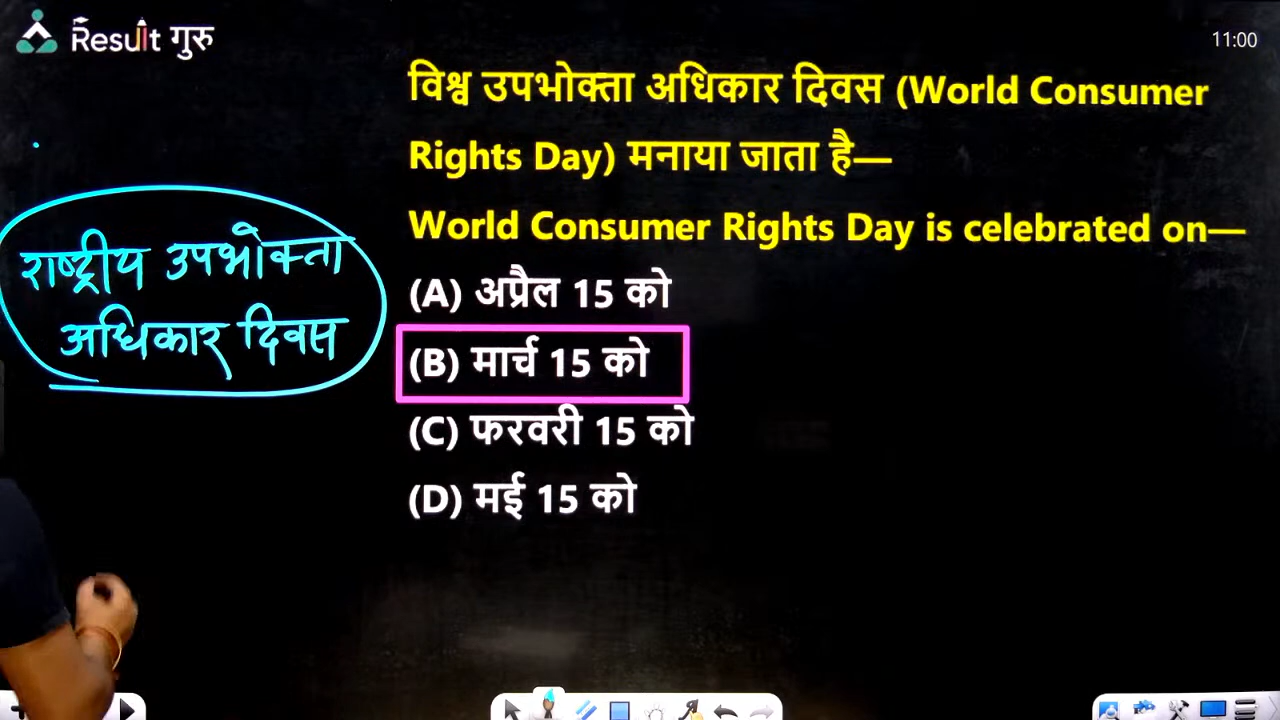 Result गुरु
11:00
विश्व उपभोक्ता अधिकार दिवस (World Consumer
Rights Day) मनाया जाता है—
World Consumer Rights Day is celebrated on—
(A) अप्रैल 15 को
(B) मार्च 15 को
(C) फरवरी 15 को
(D) मई 15 को
राष्ट्रीय उपभोक्ता
अधिकार दिवस